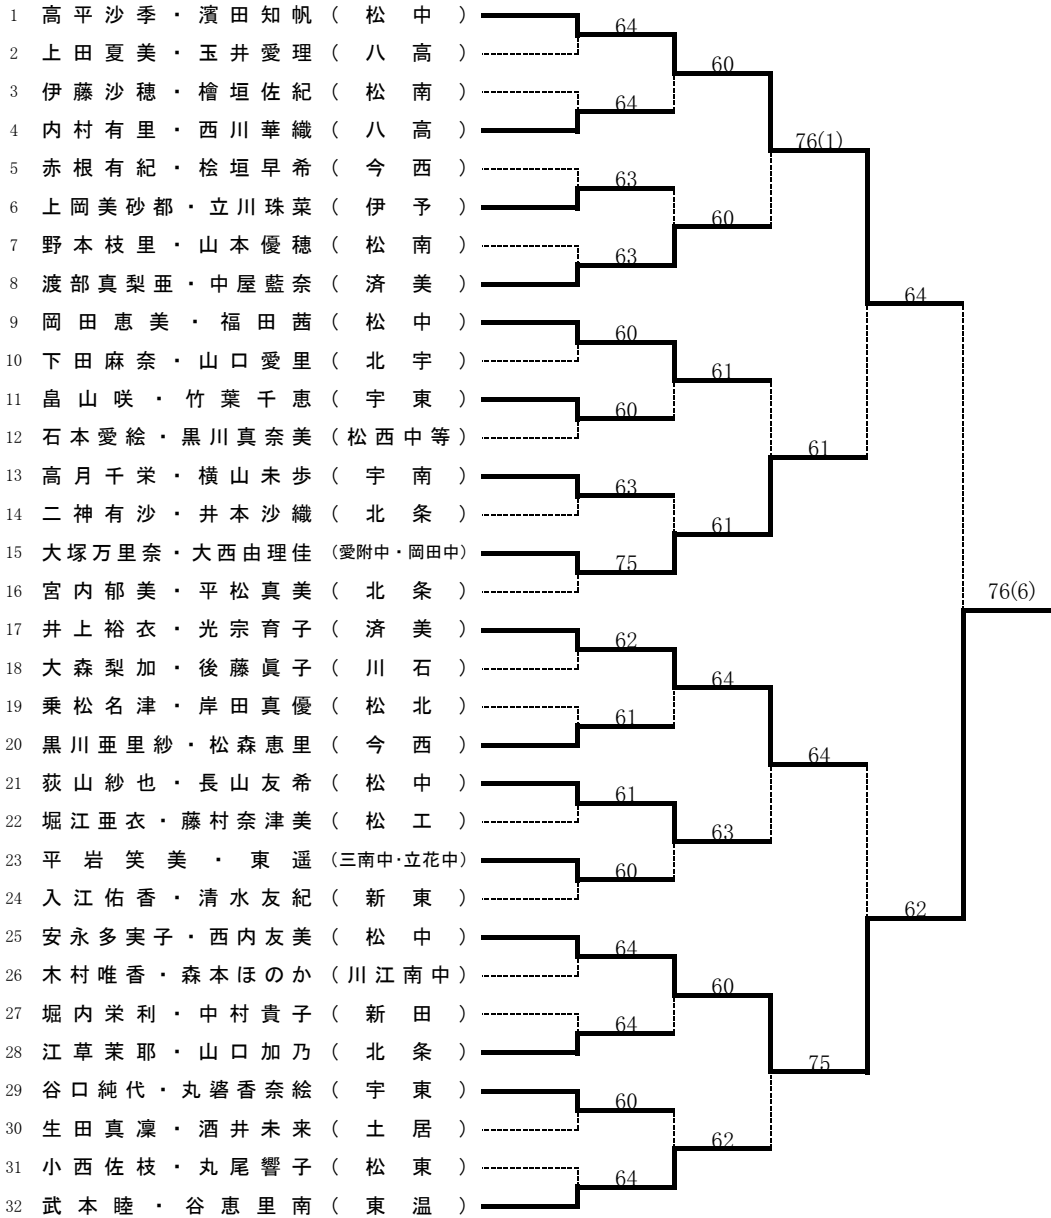 1 高平沙季・濱田知帆（松中）
64
2 上田夏美・玉井愛理（八高）
60
3 伊藤沙穂・檜垣佐紀（松南）
64
4 内村有里・西川華織（八高）
76(1)
5 赤根有紀・桧垣早希（今西）
63
6 上岡美砂都・立川珠菜（伊予）
60
7 野本枝里・山本優穂（松南）
63
8 渡部真梨亜・中屋藍奈（済美）
64
9 岡田恵美・福田茜（松中）
60
10 下田麻奈・山口愛里（北宇）
61
11 畠山咲・竹葉千恵（宇東）
60
12 石本愛絵・黒川真奈美（松西中等）
61
13 高月千栄・横山未歩（宇南）
63
14 二神有沙・井本沙織（北条）
61
15 大塚万里奈・大西由理佳（愛附中・岡田中）
75
16 宮内郁美・平松真美（北条）
76(6)
17 井上裕衣・光宗育子（済美）
62
18 大森梨加・後藤眞子（川石）
64
19 乗松名津・岸田真優（松北）
61
20 黒川亜里紗・松森恵里（今西）
64
21 荻山紗也・長山友希（松中）
61
22 堀江亜衣・藤村奈津美（松工）
63
23 平岩笑美・東遥（三南中・立花中）
60
24 入江佑香・清水友紀（新東）
62
25 安永多実子・西内友美（松中）
64
26 木村唯香・森本ほのか（川江南中）
60
27 堀内栄利・中村貴子（新田）
64
28 江草茉耶・山口加乃（北条）
75
29 谷口純代・丸碆香奈絵（宇東）
60
30 生田真凜・酒井未来（土居）
62
31 小西佐枝・丸尾響子（松東）
64
32 武本睦・谷恵里南（東温）